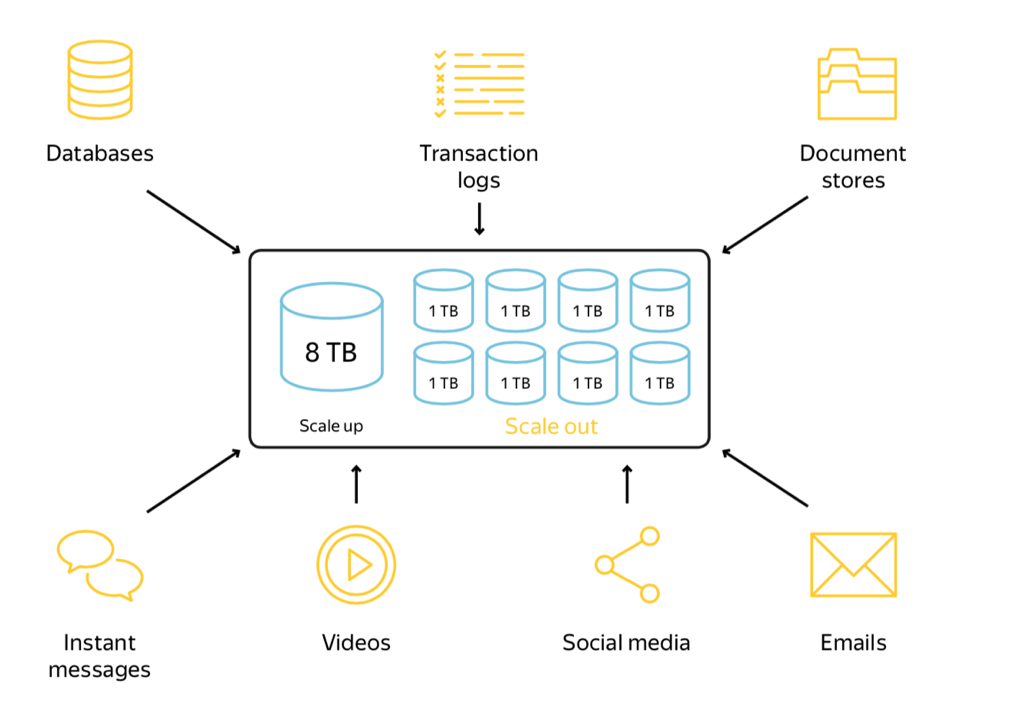 Databases
Transaction
logs
Document
stores
8 TB
1 TB
1 TB
1 TB
1 TB
1 TB
1 TB
1 TB
1 TB
Scale up
Scale out
Instant
messages
Videos
Social media
Emails